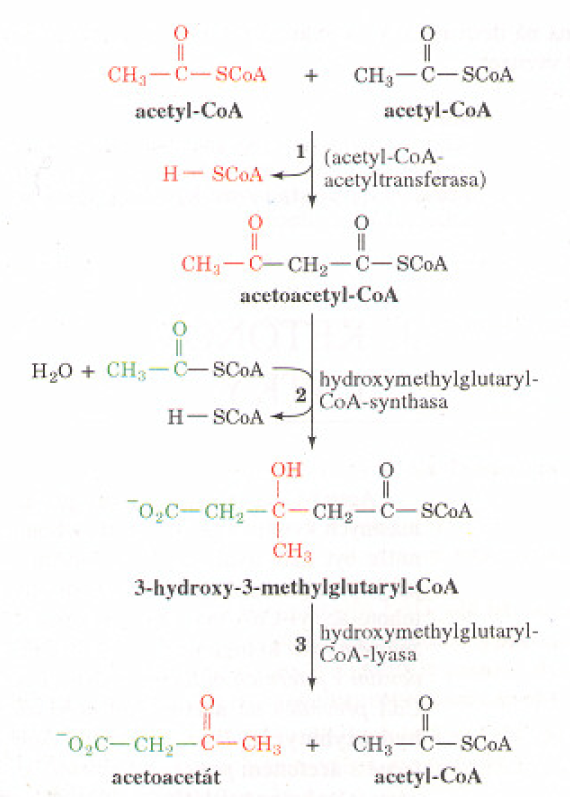 O O
CH₃—C—SCoA + CH₃—C—SCoA
acetyl-CoA acetyl-CoA
1 (acetyl-CoA-
H—SCoA acetyltransferasa)
O O
CH₃—C—CH₂—C—SCoA
acetoacetyl-CoA
O
H₂O + CH₃—C—SCoA hydroxymethylglutaryl-
2 CoA-synthasa
H—SCoA
OH O
⁻O₂C—CH₂—C—CH₂—C—SCoA
CH₃
3-hydroxy-3-methylglutaryl-CoA
hydroxymethylglutaryl-
3 CoA-lyasa
O O
⁻O₂C—CH₂—C—CH₃ + CH₃—C—SCoA
acetoacetát acetyl-CoA